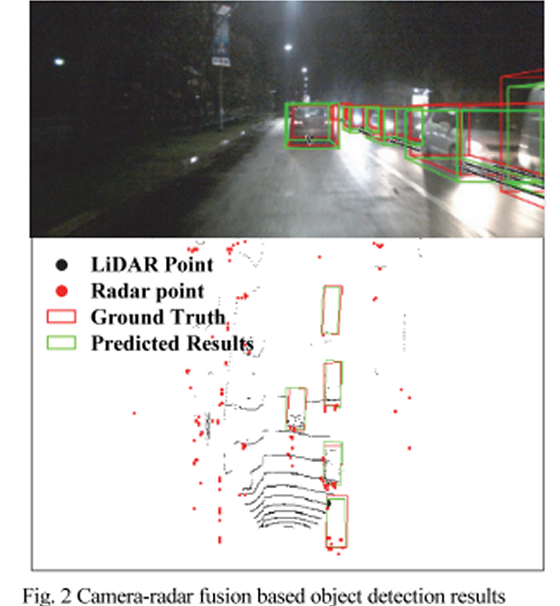 LiDAR Point
Radar point
Ground Truth
Predicted Results
Fig. 2 Camera-radar fusion based object detection results